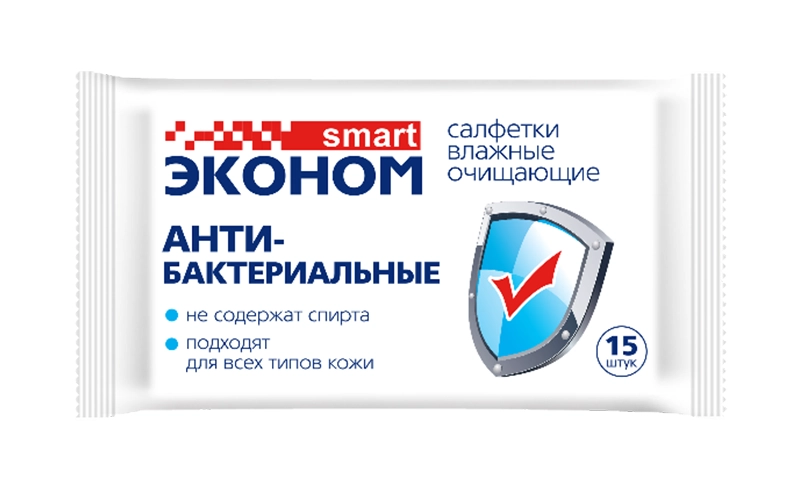 smart
ЭКОНОМ
салфетки
влажные
очищающие
АНТИ-
БАКТЕРИАЛЬНЫЕ
не содержат спирта
подходят
для всех типов кожи
15
штук